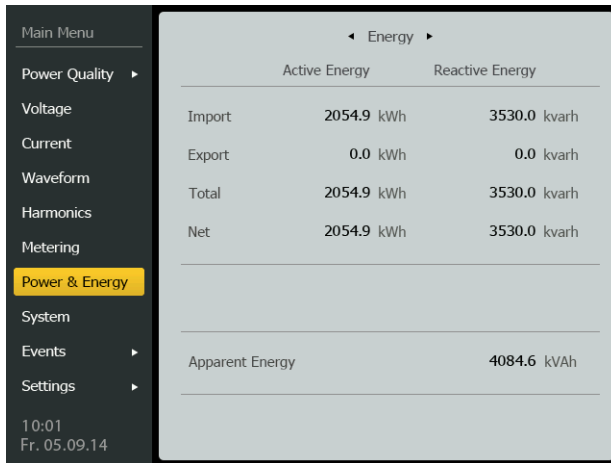 Main Menu
Power Quality
Voltage
Current
Waveform
Harmonics
Metering
Power & Energy
System
Events
Settings
10:01
Fr. 05.09.14
Energy
Active Energy Reactive Energy
Import 2054.9 kWh 3530.0 kvarh
Export 0.0 kWh 0.0 kvarh
Total 2054.9 kWh 3530.0 kvarh
Net 2054.9 kWh 3530.0 kvarh
Apparent Energy 4084.6 kVAh